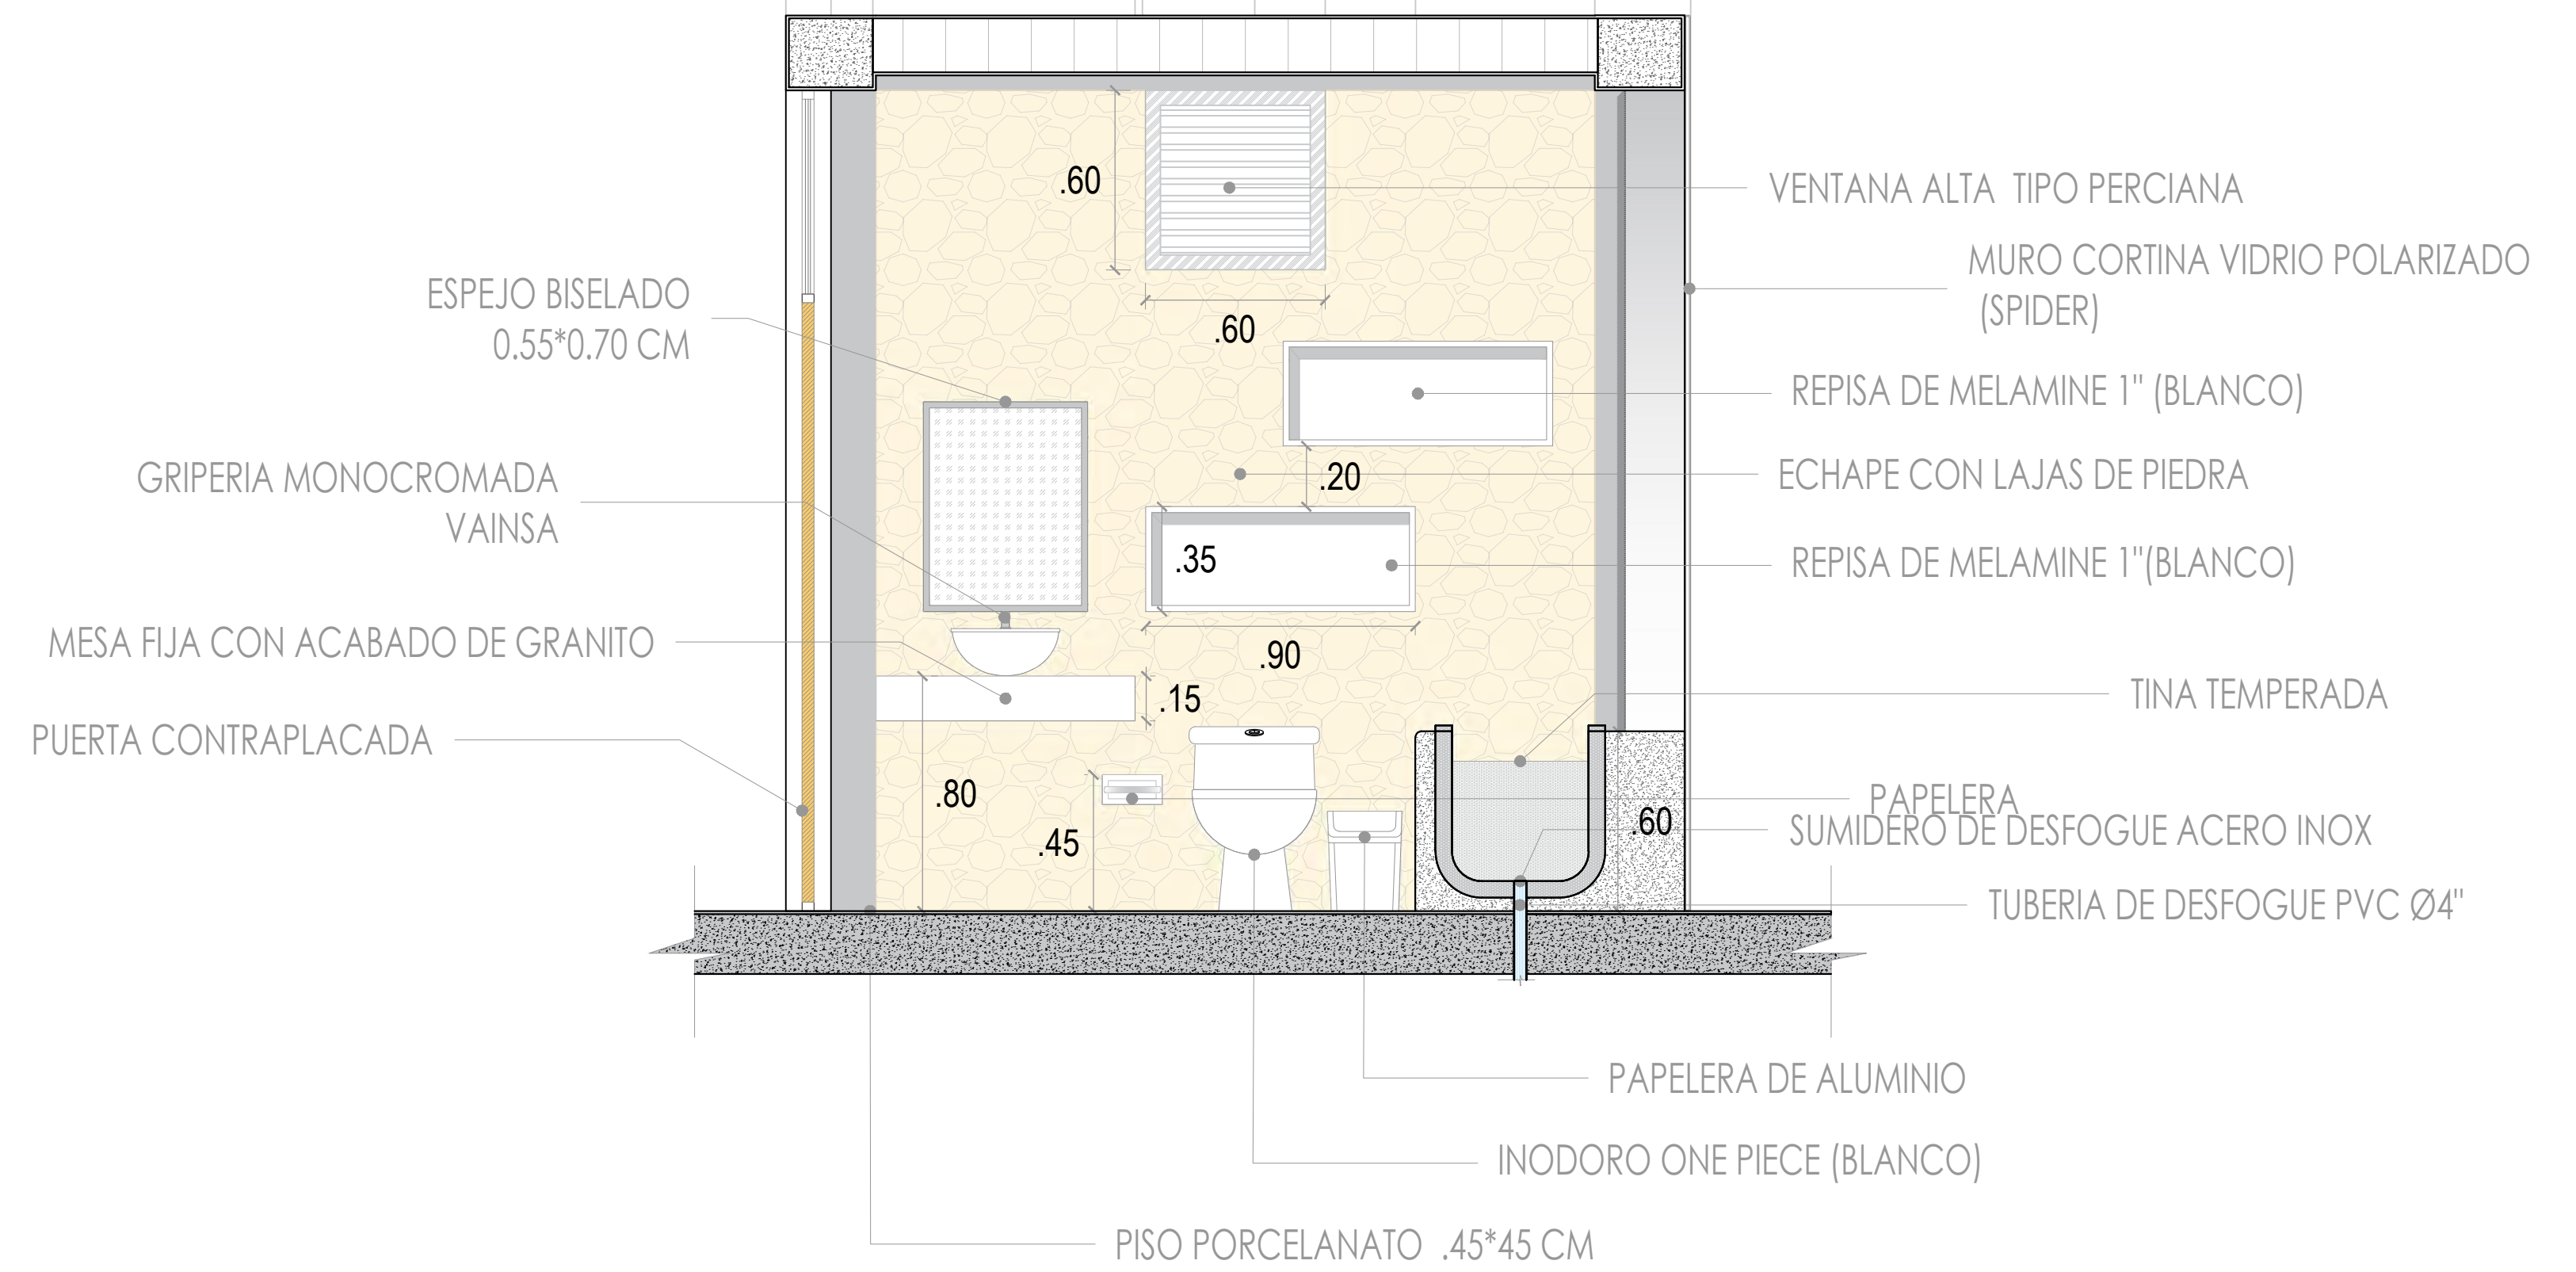 .60
VENTANA ALTA  TIPO PERCIANA
MURO CORTINA VIDRIO POLARIZADO
(SPIDER)
ESPEJO BISELADO
0.55*0.70 CM
.60
REPISA DE MELAMINE 1" (BLANCO)
GRIPERIA MONOCROMADA
VAINSA
.20
ECHAPE CON LAJAS DE PIEDRA
.35
REPISA DE MELAMINE 1"(BLANCO)
MESA FIJA CON ACABADO DE GRANITO
.90
.15
TINA TEMPERADA
PUERTA CONTRAPLACADA
.80
PAPELERA
.45
.60
SUMIDERO DE DESFOGUE ACERO INOX
TUBERIA DE DESFOGUE PVC Ø4"
PAPELERA DE ALUMINIO
INODORO ONE PIECE (BLANCO)
PISO PORCELANATO  .45*45 CM